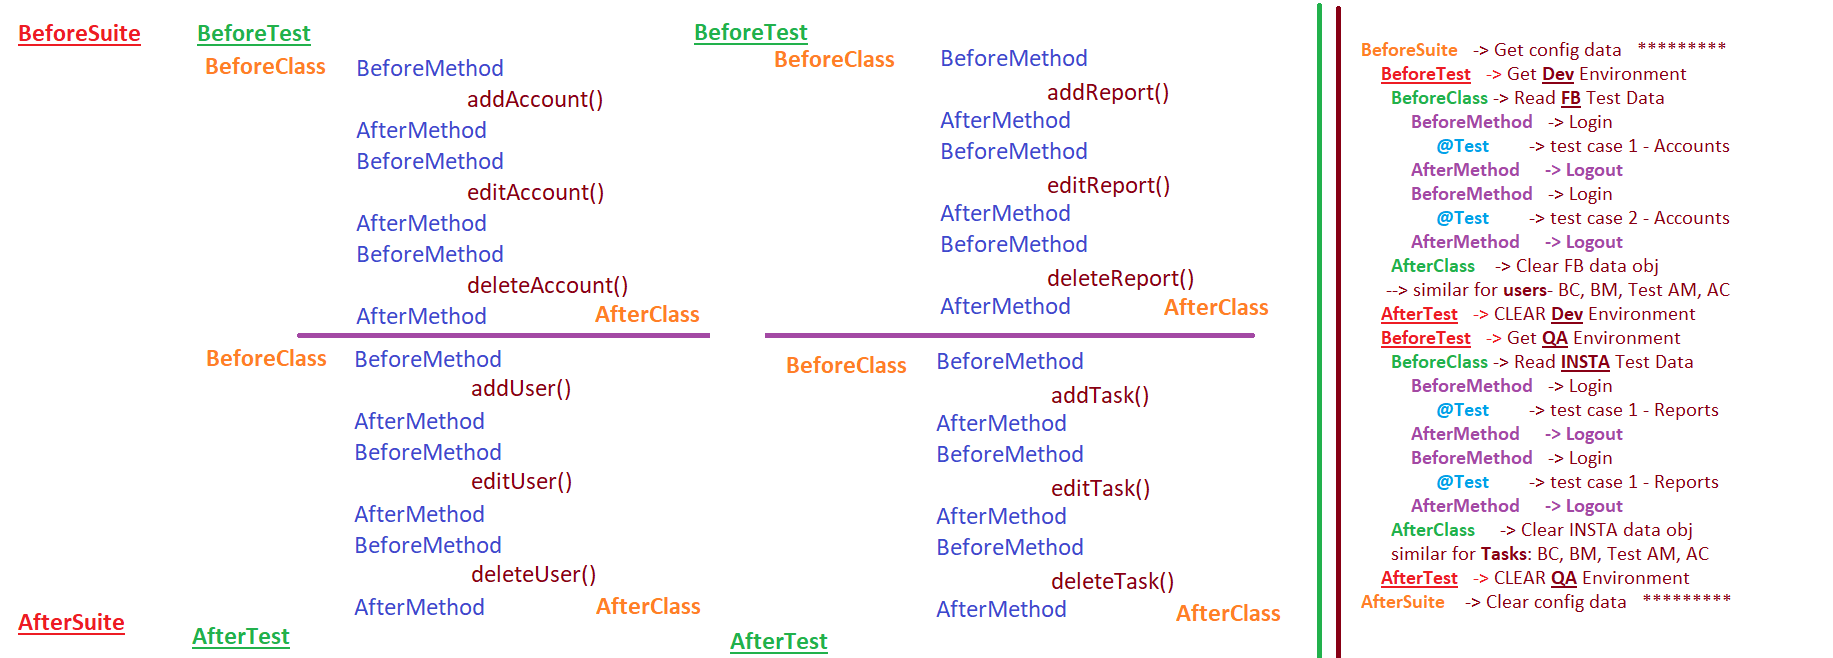 BeforeSuite
BeforeTest
BeforeClass
BeforeMethod
addAccount()
AfterMethod
BeforeMethod
editAccount()
AfterMethod
BeforeMethod
deleteAccount()
AfterMethod
AfterClass
BeforeClass
BeforeMethod
addUser()
AfterMethod
BeforeMethod
editUser()
AfterMethod
BeforeMethod
deleteUser()
AfterMethod
AfterClass
AfterSuite
AfterTest
BeforeTest
BeforeClass
BeforeMethod
addReport()
AfterMethod
BeforeMethod
editReport()
AfterMethod
BeforeMethod
deleteReport()
AfterMethod
AfterClass
BeforeClass
BeforeMethod
addTask()
AfterMethod
BeforeMethod
editTask()
AfterMethod
BeforeMethod
deleteTask()
AfterMethod
AfterClass
AfterTest
BeforeSuite -> Get config data *********
BeforeTest -> Get Dev Environment
BeforeClass -> Read FB Test Data
BeforeMethod -> Login
@Test -> test case 1 - Accounts
AfterMethod -> Logout
BeforeMethod -> Login
@Test -> test case 2 - Accounts
AfterMethod -> Logout
AfterClass -> Clear FB data obj
--> similar for users- BC, BM, Test AM, AC
AfterTest -> CLEAR Dev Environment
BeforeTest -> Get QA Environment
BeforeClass -> Read INSTA Test Data
BeforeMethod -> Login
@Test -> test case 1 - Reports
AfterMethod -> Logout
BeforeMethod -> Login
@Test -> test case 1 - Reports
AfterMethod -> Logout
AfterClass -> Clear INSTA data obj
similar for Tasks: BC, BM, Test AM, AC
AfterTest -> CLEAR QA Environment
AfterSuite -> Clear config data *********